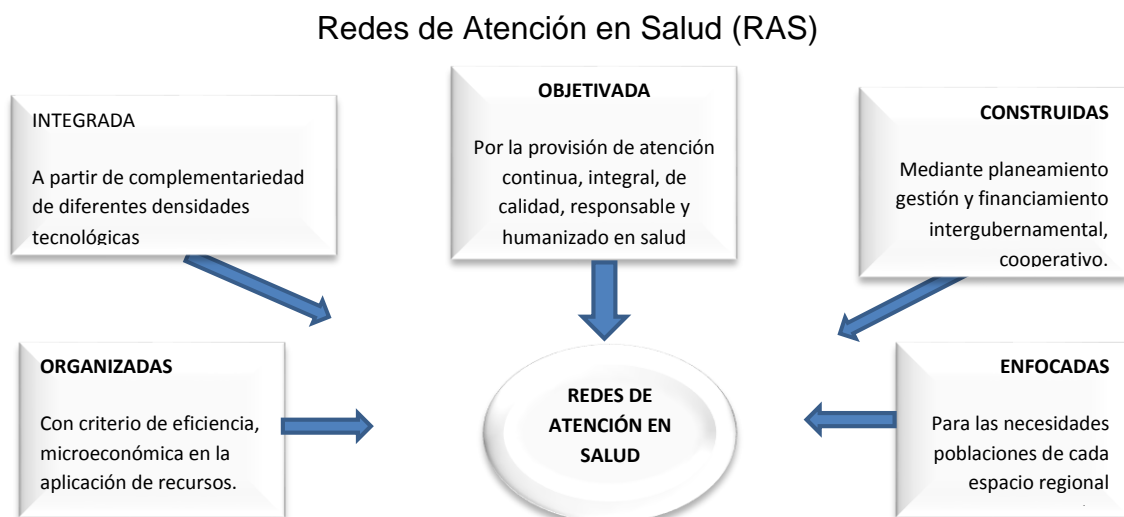 Redes de Atención en Salud (RAS)
INTEGRADA
A partir de complementariedad
de diferentes densidades
tecnológicas
OBJETIVADA
Por la provisión de atención
continua, integral, de
calidad, responsable y
humanizado en salud
CONSTRUIDAS
Mediante planeamiento
gestión y financiamiento
intergubernamental,
cooperativo.
ORGANIZADAS
Con criterio de eficiencia,
microeconómica en la
aplicación de recursos.
REDES DE
ATENCIÓN EN
SALUD
ENFOCADAS
Para las necesidades
poblaciones de cada
espacio regional